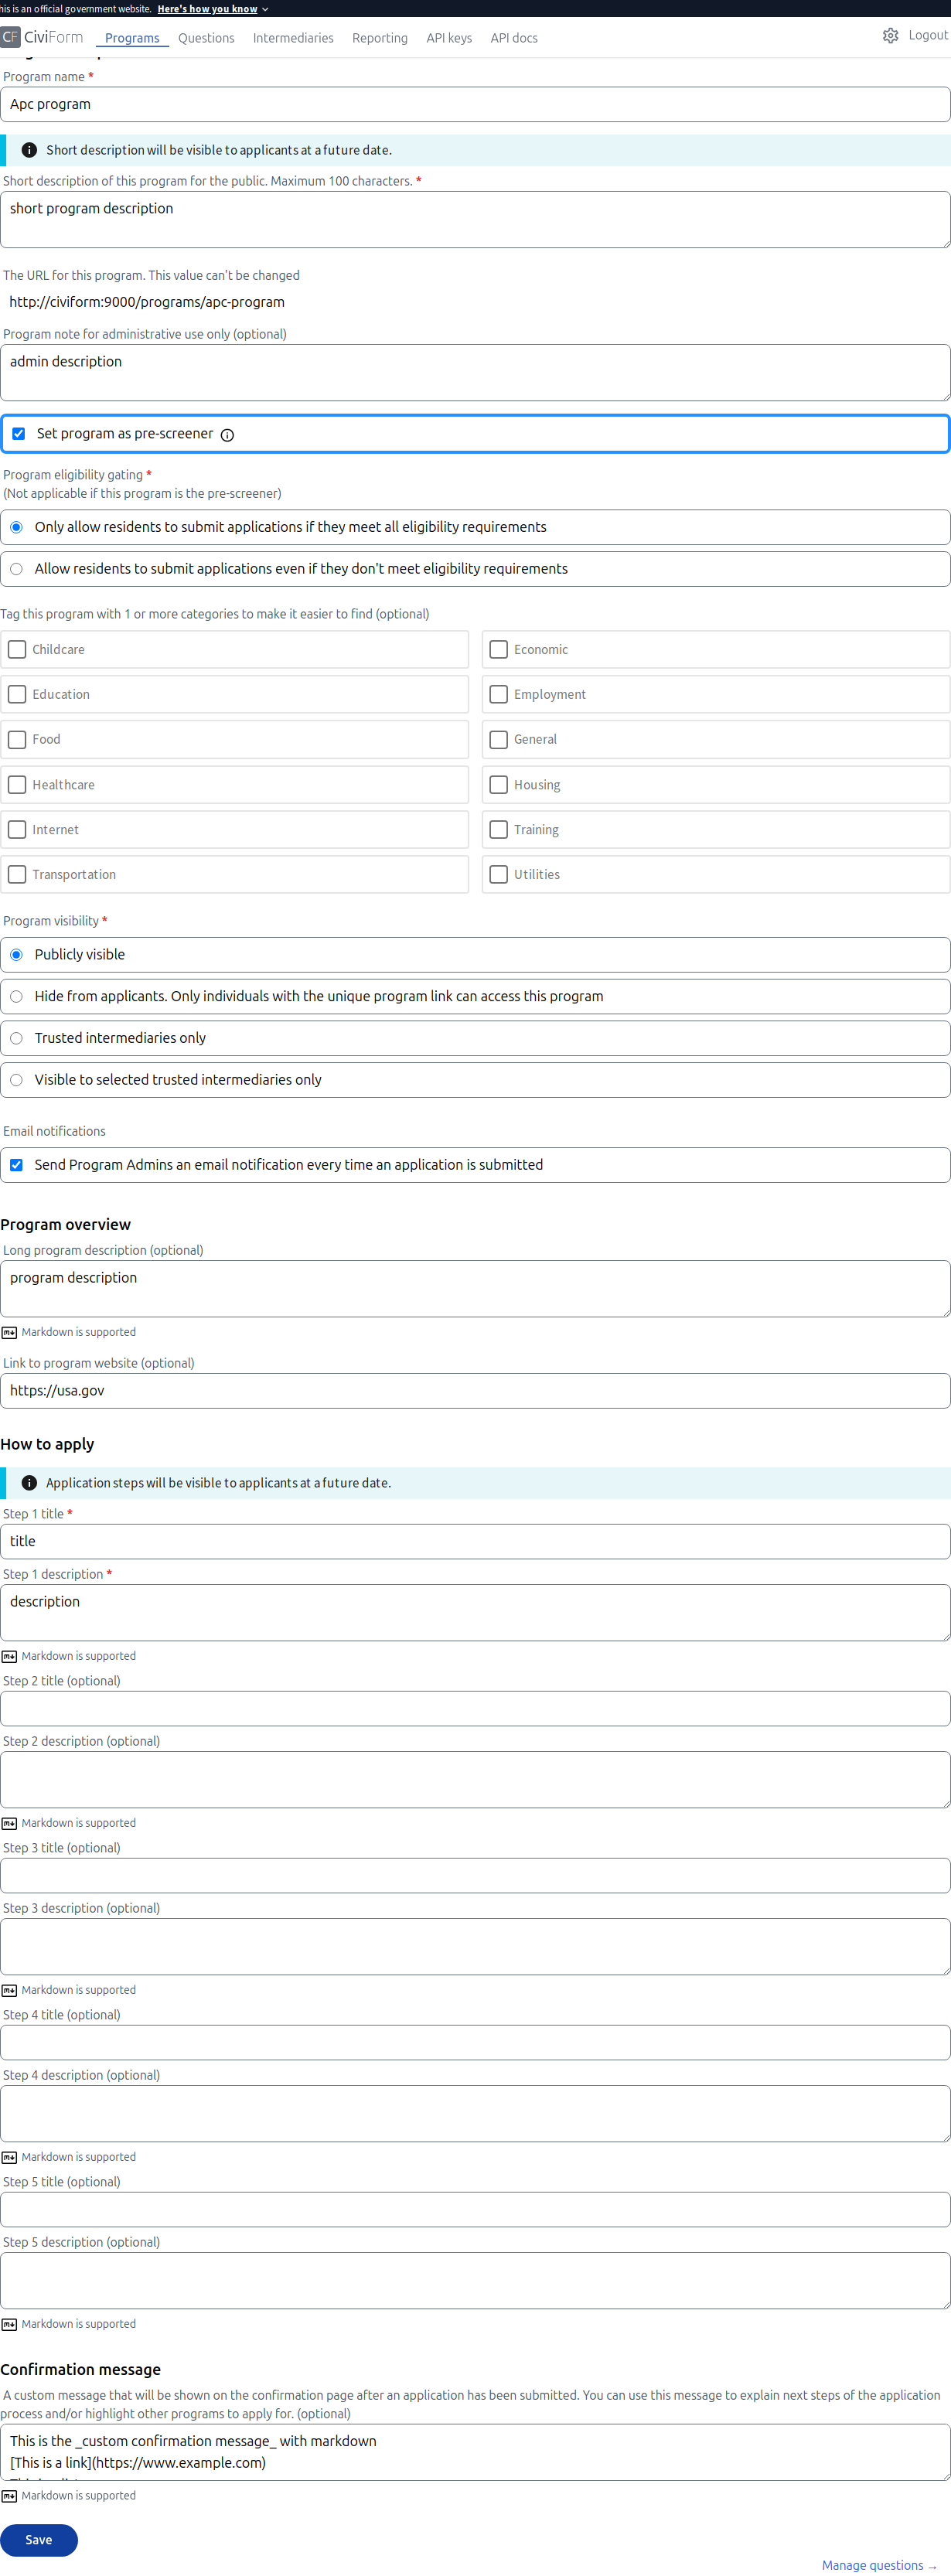 his is an official government website. Here's how you know
CF CiviForm Programs Questions Intermediaries Reporting API keys API docs Logout
Program name *
Apc program
Short description will be visible to applicants at a future date.
Short description of this program for the public. Maximum 100 characters. *
short program description
The URL for this program. This value can't be changed
http://civiform:9000/programs/apc-program
Program note for administrative use only (optional)
admin description
Set program as pre-screener
Program eligibility gating *
(Not applicable if this program is the pre-screener)
Only allow residents to submit applications if they meet all eligibility requirements
Allow residents to submit applications even if they don't meet eligibility requirements
Tag this program with 1 or more categories to make it easier to find (optional)
Childcare Economic
Education Employment
Food General
Healthcare Housing
Internet Training
Transportation Utilities
Program visibility *
Publicly visible
Hide from applicants. Only individuals with the unique program link can access this program
Trusted intermediaries only
Visible to selected trusted intermediaries only
Email notifications
Send Program Admins an email notification every time an application is submitted
Program overview
Long program description (optional)
program description
Markdown is supported
Link to program website (optional)
https://usa.gov
How to apply
Application steps will be visible to applicants at a future date.
Step 1 title *
title
Step 1 description *
description
Markdown is supported
Step 2 title (optional)
Step 2 description (optional)
Markdown is supported
Step 3 title (optional)
Step 3 description (optional)
Markdown is supported
Step 4 title (optional)
Step 4 description (optional)
Markdown is supported
Step 5 title (optional)
Step 5 description (optional)
Markdown is supported
Confirmation message
A custom message that will be shown on the confirmation page after an application has been submitted. You can use this message to explain next steps of the application
process and/or highlight other programs to apply for. (optional)
This is the _custom confirmation message_ with markdown
[This is a link](https://www.example.com)
Markdown is supported
Save
Manage questions →